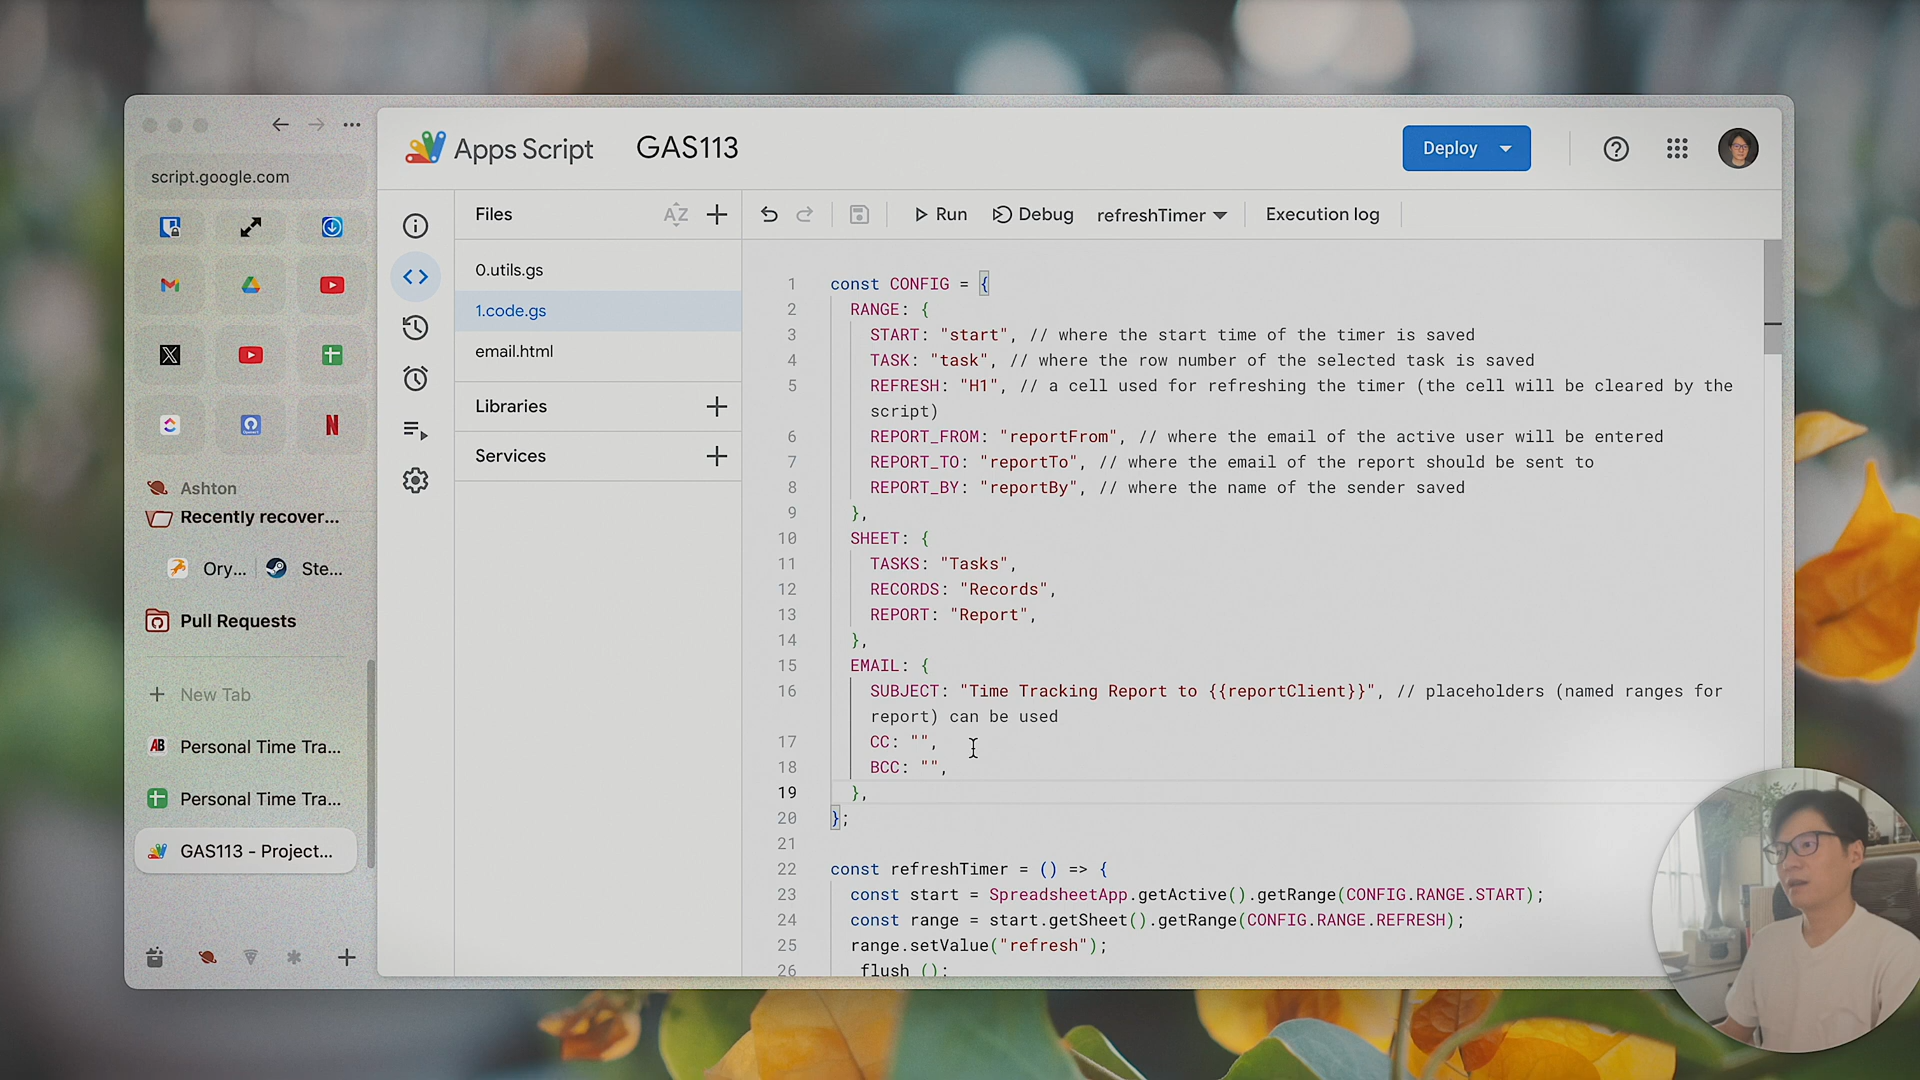 script.google.com
Ashton
Recently recover...
Ory...
Ste...
Pull Requests
New Tab
Personal Time Tra...
Personal Time Tra...
GAS113 - Project...
Apps Script
GAS113
Deploy
Files
AZ
0.utils.gs
1.code.gs
email.html
Libraries
Services
Run
Debug
refreshTimer
Execution log
1 const CONFIG = {
2 RANGE: {
3 START: "start", // where the start time of the timer is saved
4 TASK: "task", // where the row number of the selected task is saved
5 REFRESH: "H1", // a cell used for refreshing the timer (the cell will be cleared by the
script)
6 REPORT_FROM: "reportFrom", // where the email of the active user will be entered
7 REPORT_TO: "reportTo", // where the email of the report should be sent to
8 REPORT_BY: "reportBy", // where the name of the sender saved
9 },
10 SHEET: {
11 TASKS: "Tasks",
12 RECORDS: "Records",
13 REPORT: "Report",
14 },
15 EMAIL: {
16 SUBJECT: "Time Tracking Report to {{reportClient}}", // placeholders (named ranges for
report) can be used
17 CC: "",
18 BCC: "",
19 },
20 };
21
22 const refreshTimer = () => {
23 const start = SpreadsheetApp.getActive().getRange(CONFIG.RANGE.START);
24 const range = start.getSheet().getRange(CONFIG.RANGE.REFRESH);
25 range.setValue("refresh");
26 flush ();